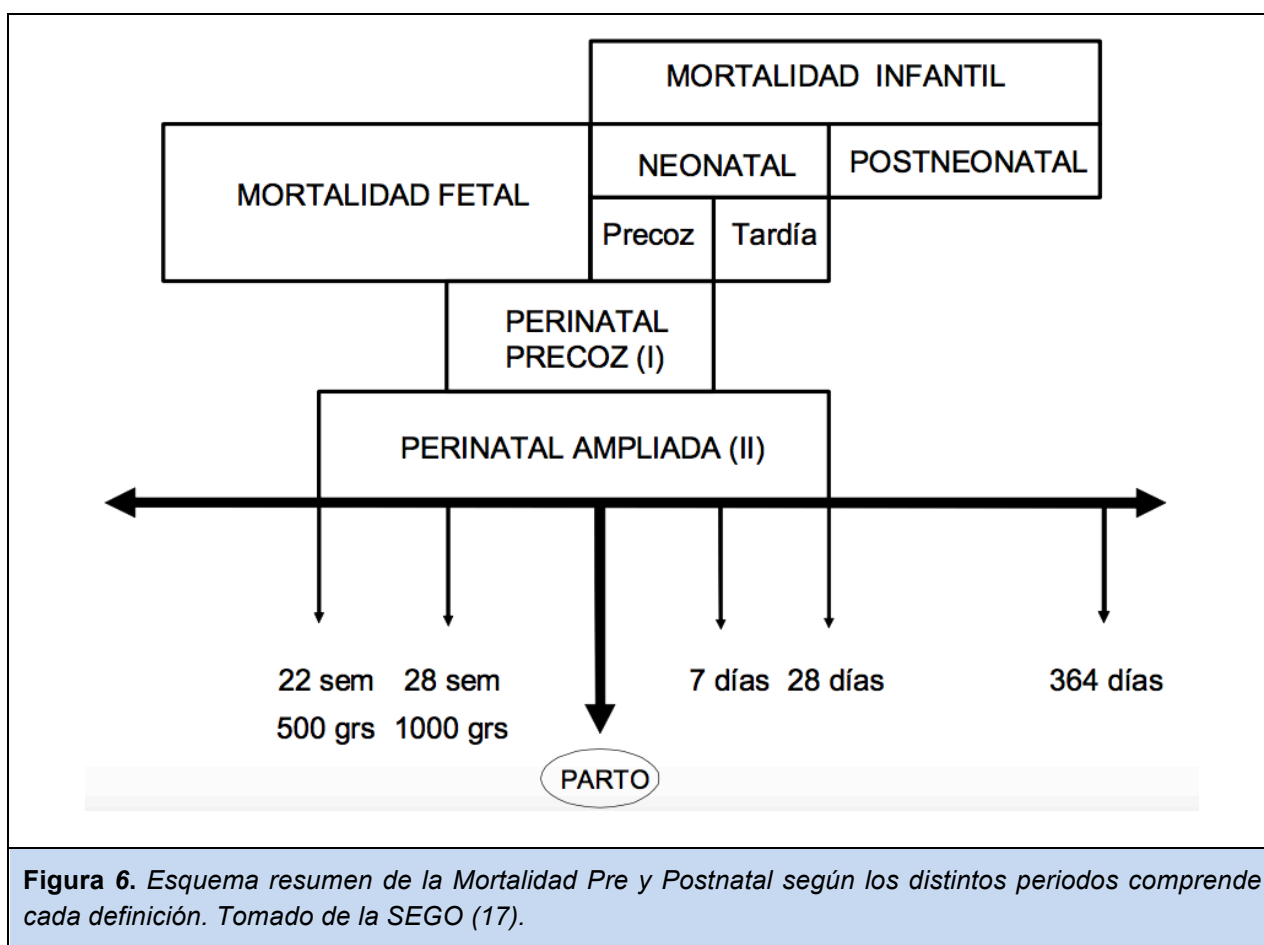 MORTALIDAD INFANTIL
MORTALIDAD FETAL
NEONATAL
POSTNEONATAL
Precoz
Tardía
PERINATAL
PRECOZ (I)
PERINATAL AMPLIADA (II)
22 sem
500 grs
28 sem
1000 grs
7 días
28 días
364 días
PARTO
Figura 6. Esquema resumen de la Mortalidad Pre y Postnatal según los distintos periodos comprende
cada definición. Tomado de la SEGO (17).